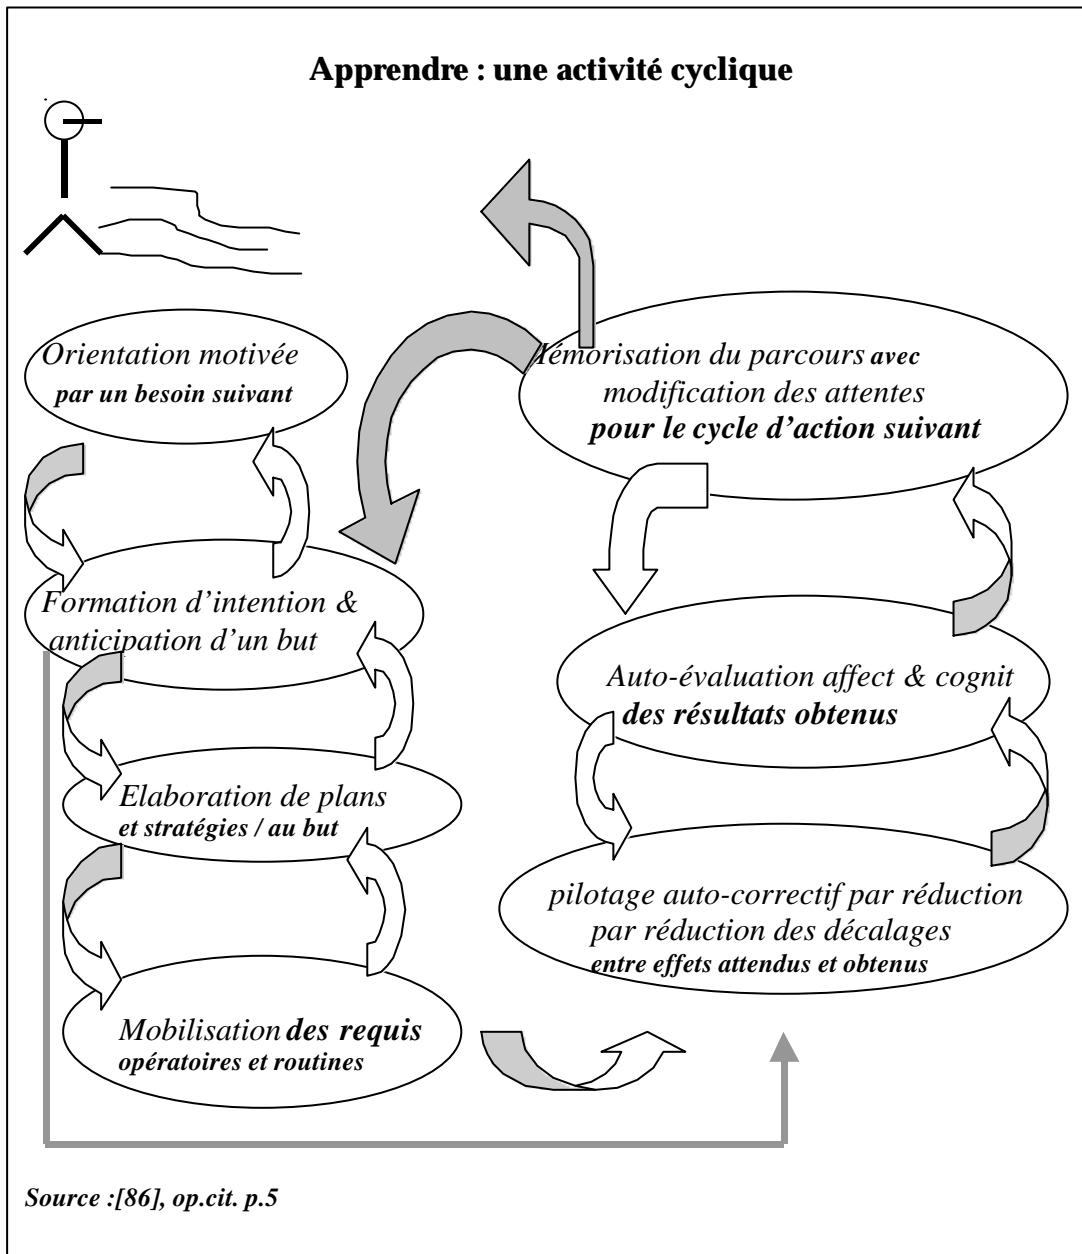 Apprendre : une activité cyclique
Orientation motivée
par un besoin suivant
Formation d'intention &
anticipation d'un but
Elaboration de plans
et stratégies / au but
Mobilisation des requis
opératoires et routines
émorisation du parcours avec
modification des attentes
pour le cycle d'action suivant
Auto-évaluation affect & cognit
des résultats obtenus
pilotage auto-correctif par réduction
par réduction des décalages
entre effets attendus et obtenus
Source :[86], op.cit. p.5